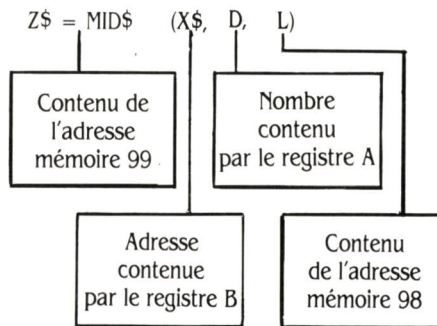 Z$ = MID$ (X$, D, L)
Contenu de
l'adresse
mémoire 99
Nombre
contenu
par le registre A
Adresse
contenue
par le registre B
Contenu
de l'adresse
mémoire 98